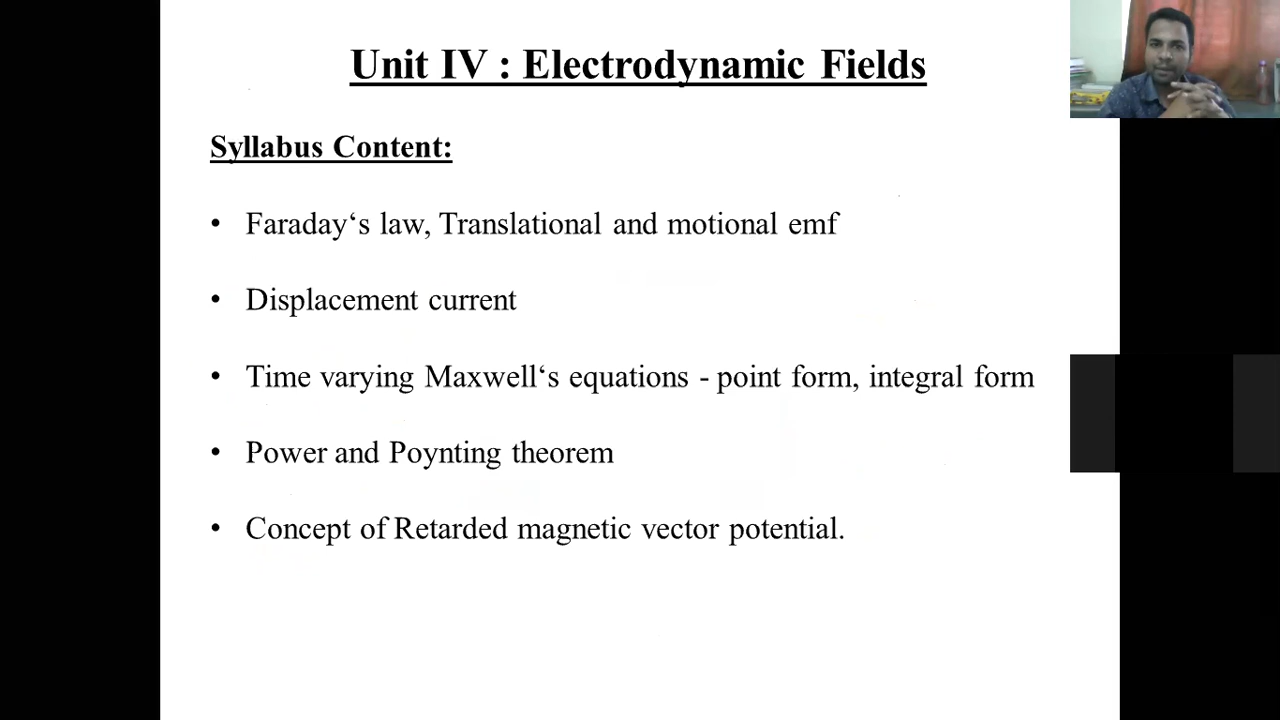 Unit IV : Electrodynamic Fields
Syllabus Content:
• Faraday‘s law, Translational and motional emf
• Displacement current
• Time varying Maxwell‘s equations - point form, integral form
• Power and Poynting theorem
• Concept of Retarded magnetic vector potential.